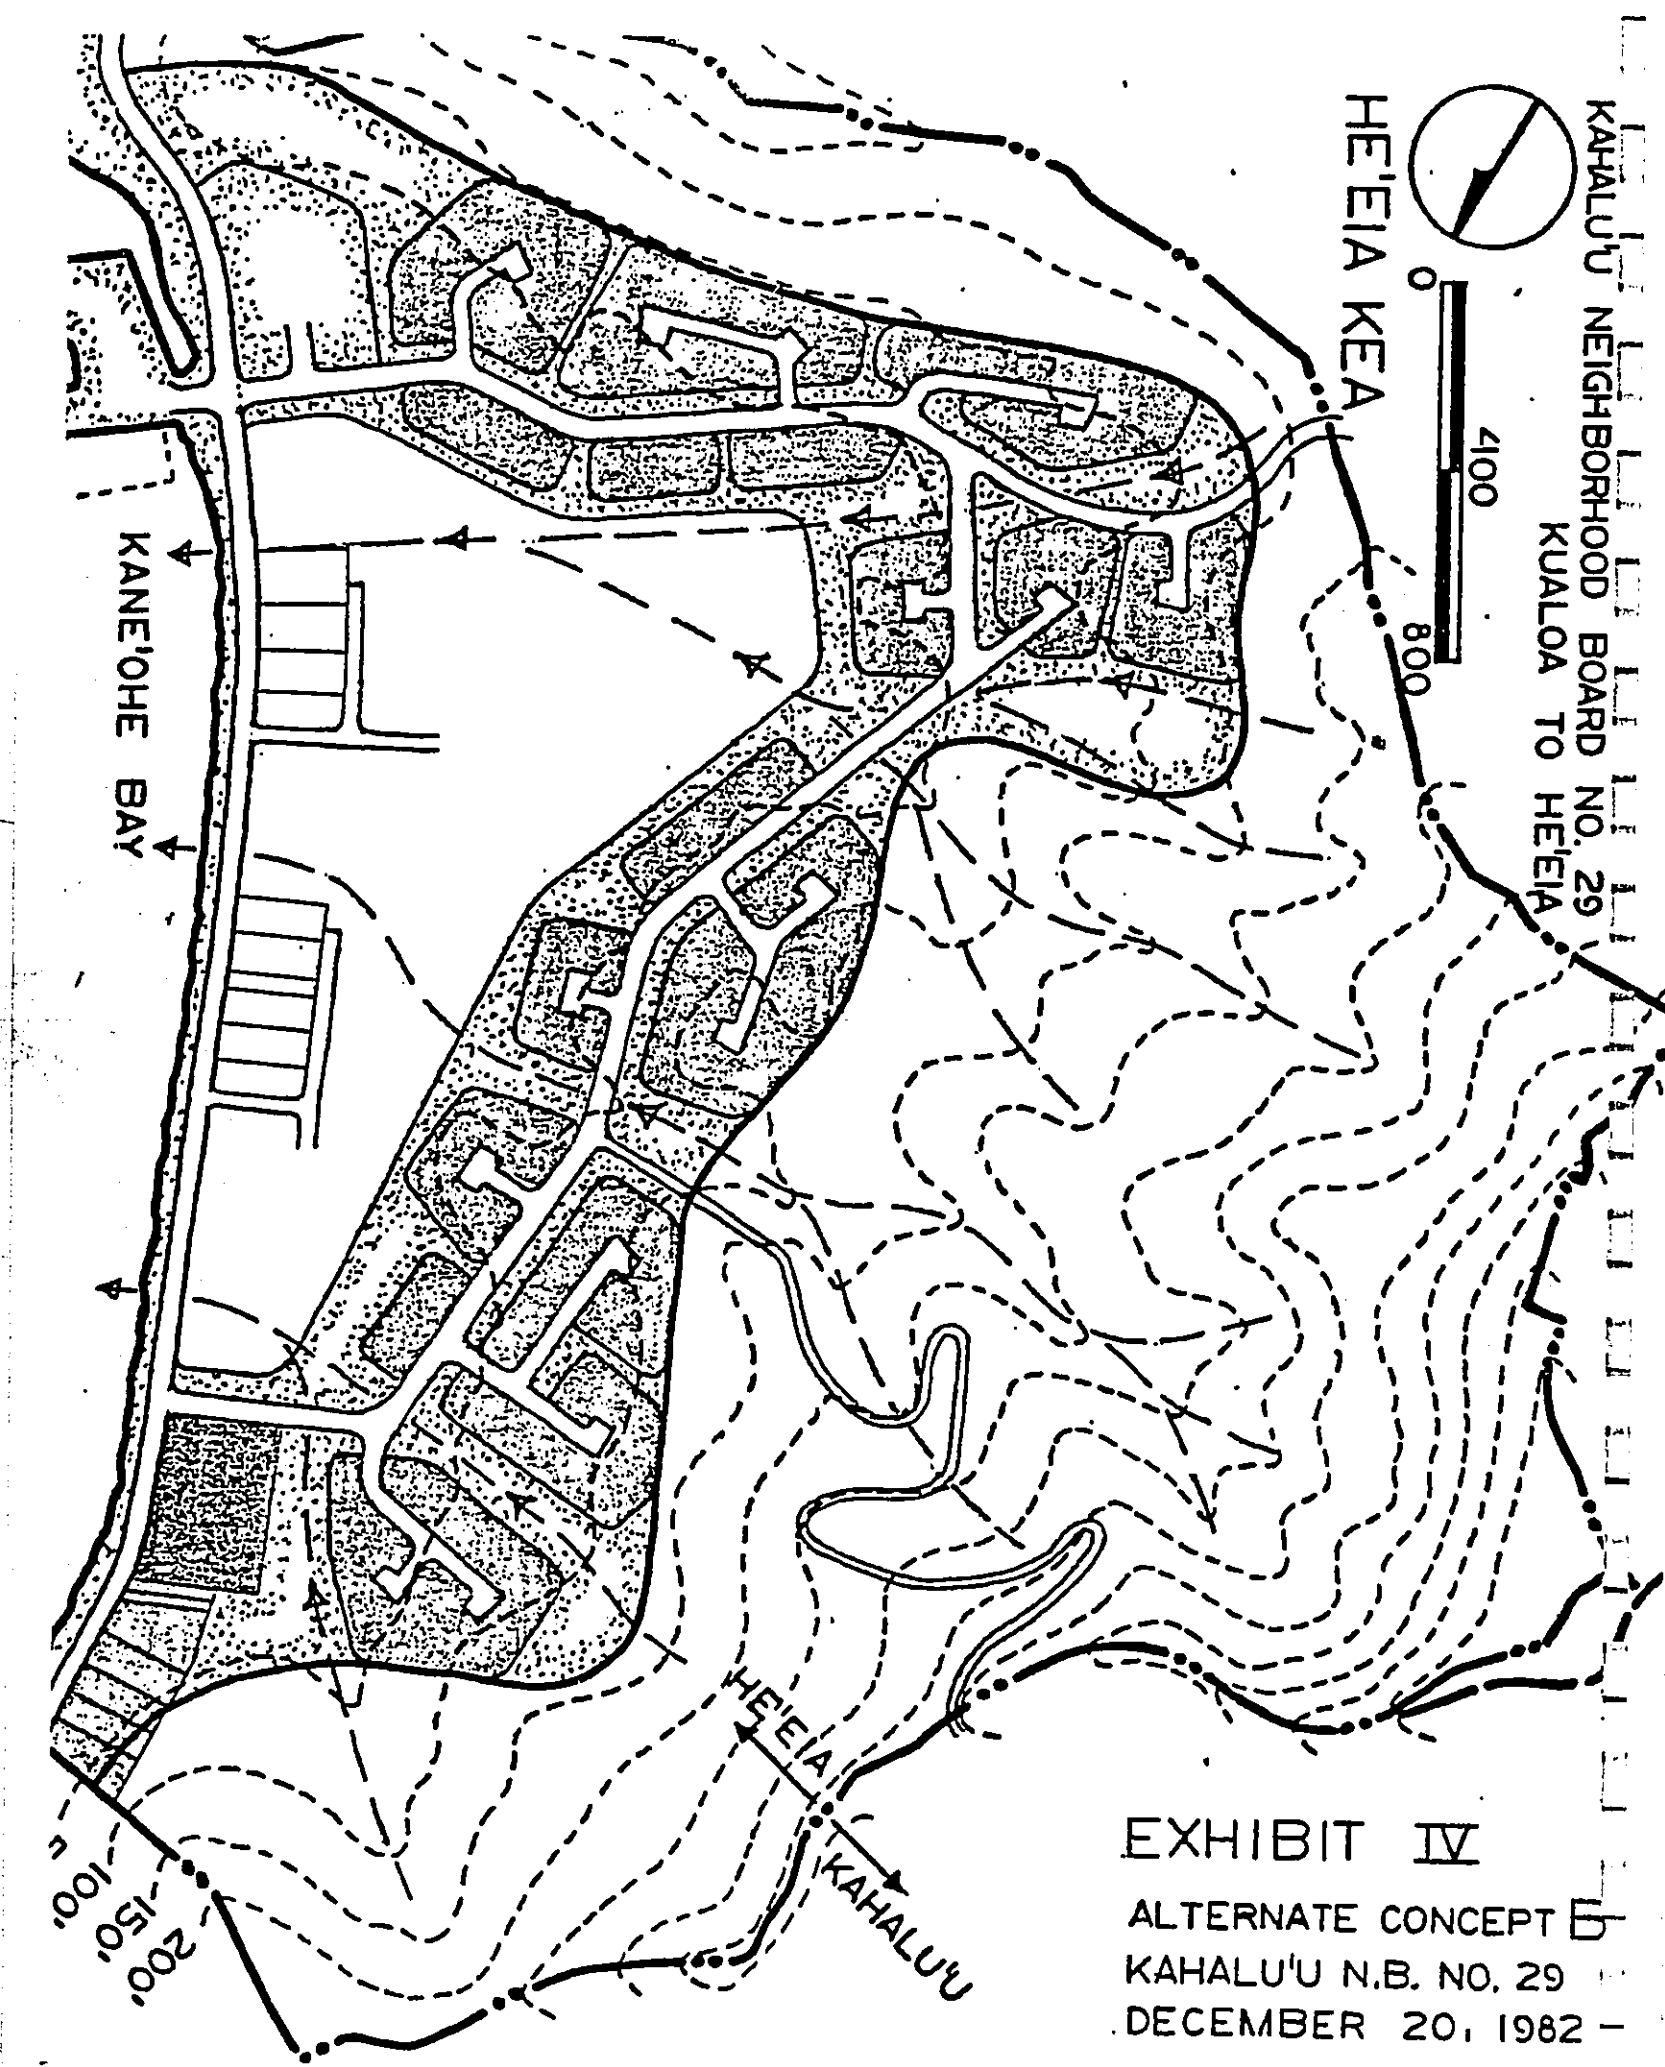 KAHALU'U NEIGHBORHOOD BOARD NO. 29
KUALOA TO HE'EIA
HE'EIA KEA
0 400 800
KANE'OHE BAY
HE'EIA
KAHALU'U
100'
150'
200'
EXHIBIT IV
ALTERNATE CONCEPT
KAHALU'U N.B. NO. 29
DECEMBER 20, 1982